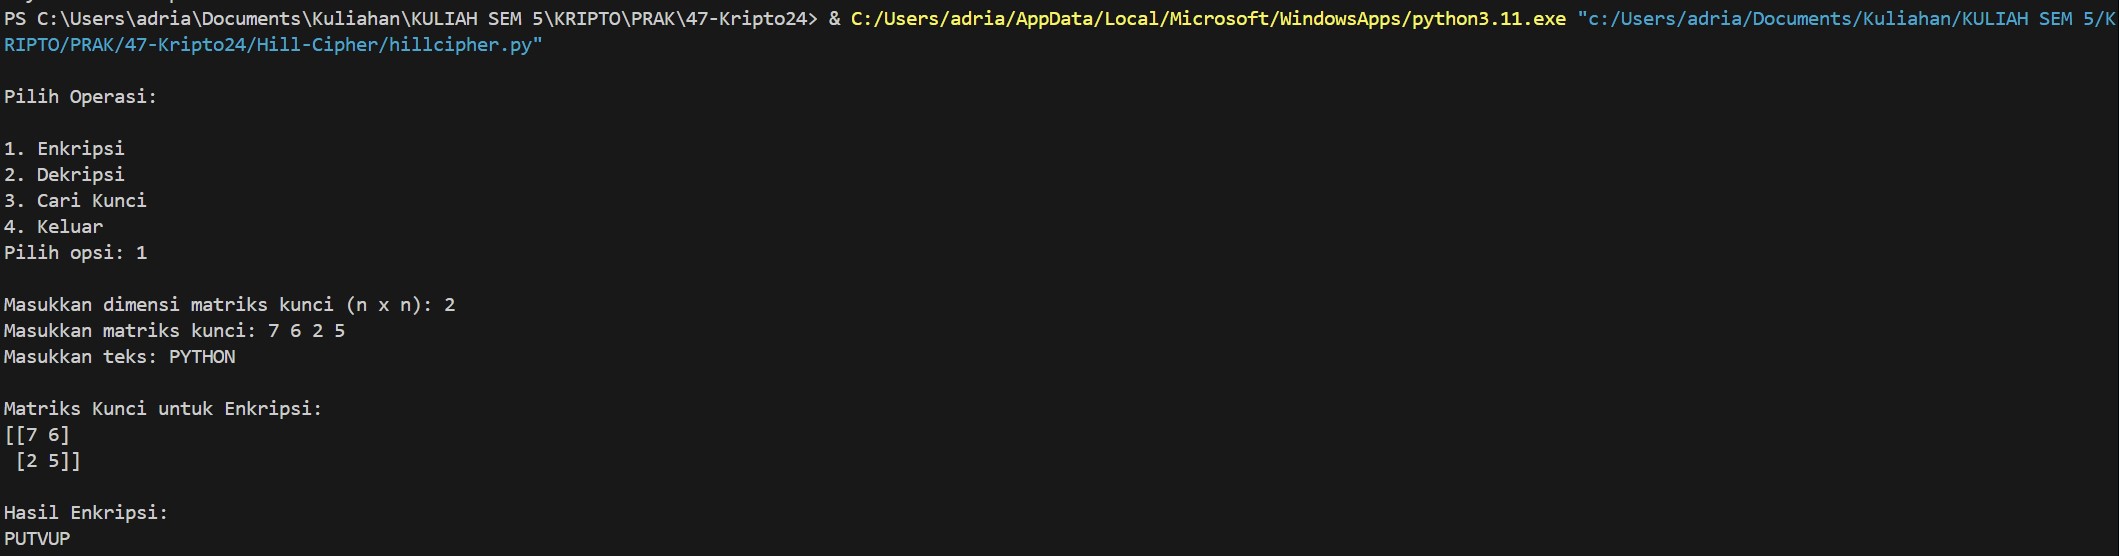 PS C:\Users\adria\Documents\Kuliahan\KULIAH SEM 5\KRIPTO\PRAK\47-Kripto24> & C:/Users/adria/AppData/Local/Microsoft/WindowsApps/python3.11.exe "c:/Users/adria/Documents/Kuliahan/KULIAH SEM 5/K
RIPTO/PRAK/47-Kripto24/Hill-Cipher/hillcipher.py"
Pilih Operasi:
1. Enkripsi
2. Dekripsi
3. Cari Kunci
4. Keluar
Pilih opsi: 1
Masukkan dimensi matriks kunci (n x n): 2
Masukkan matriks kunci: 7 6 2 5
Masukkan teks: PYTHON
Matriks Kunci untuk Enkripsi:
[[7 6]
 [2 5]]
Hasil Enkripsi:
PUTVUP